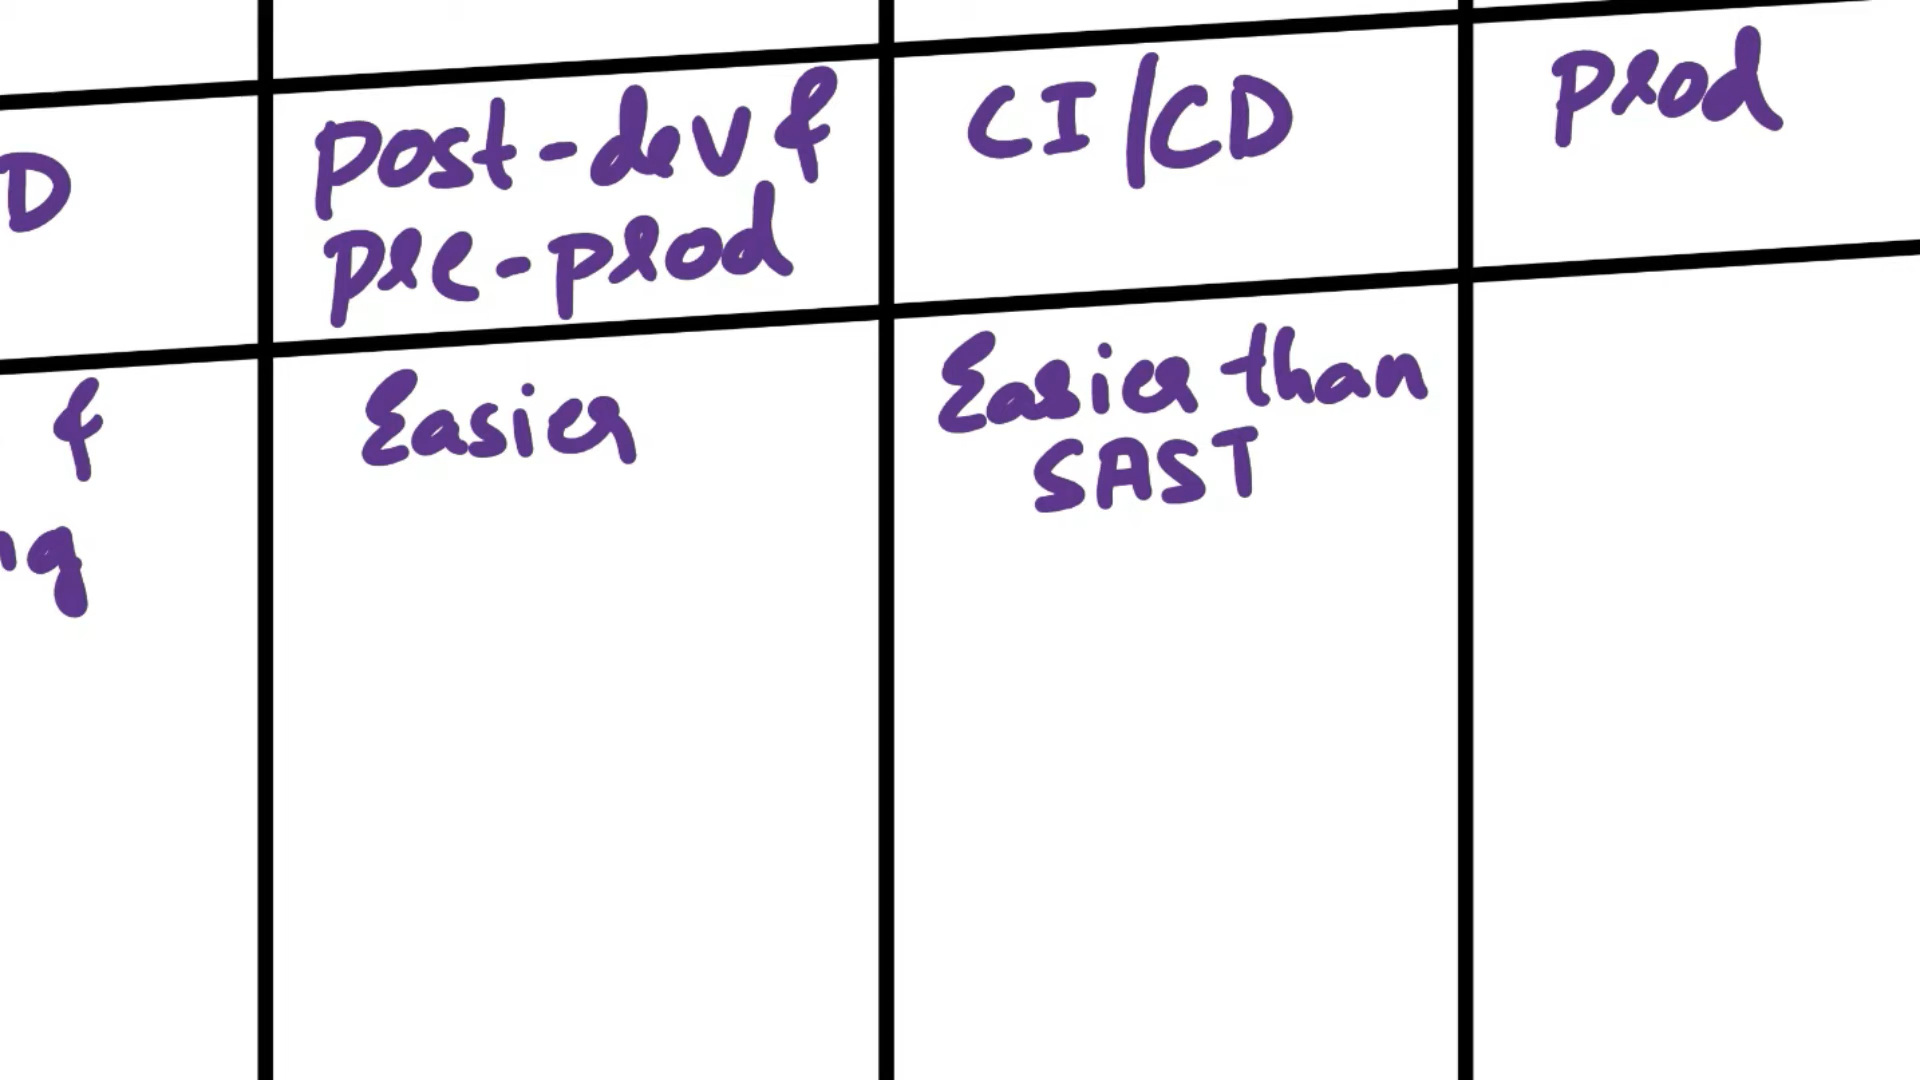 D
post-dev &
pre-prod
CI/CD
prod
&
Easier
Easier than
SAST